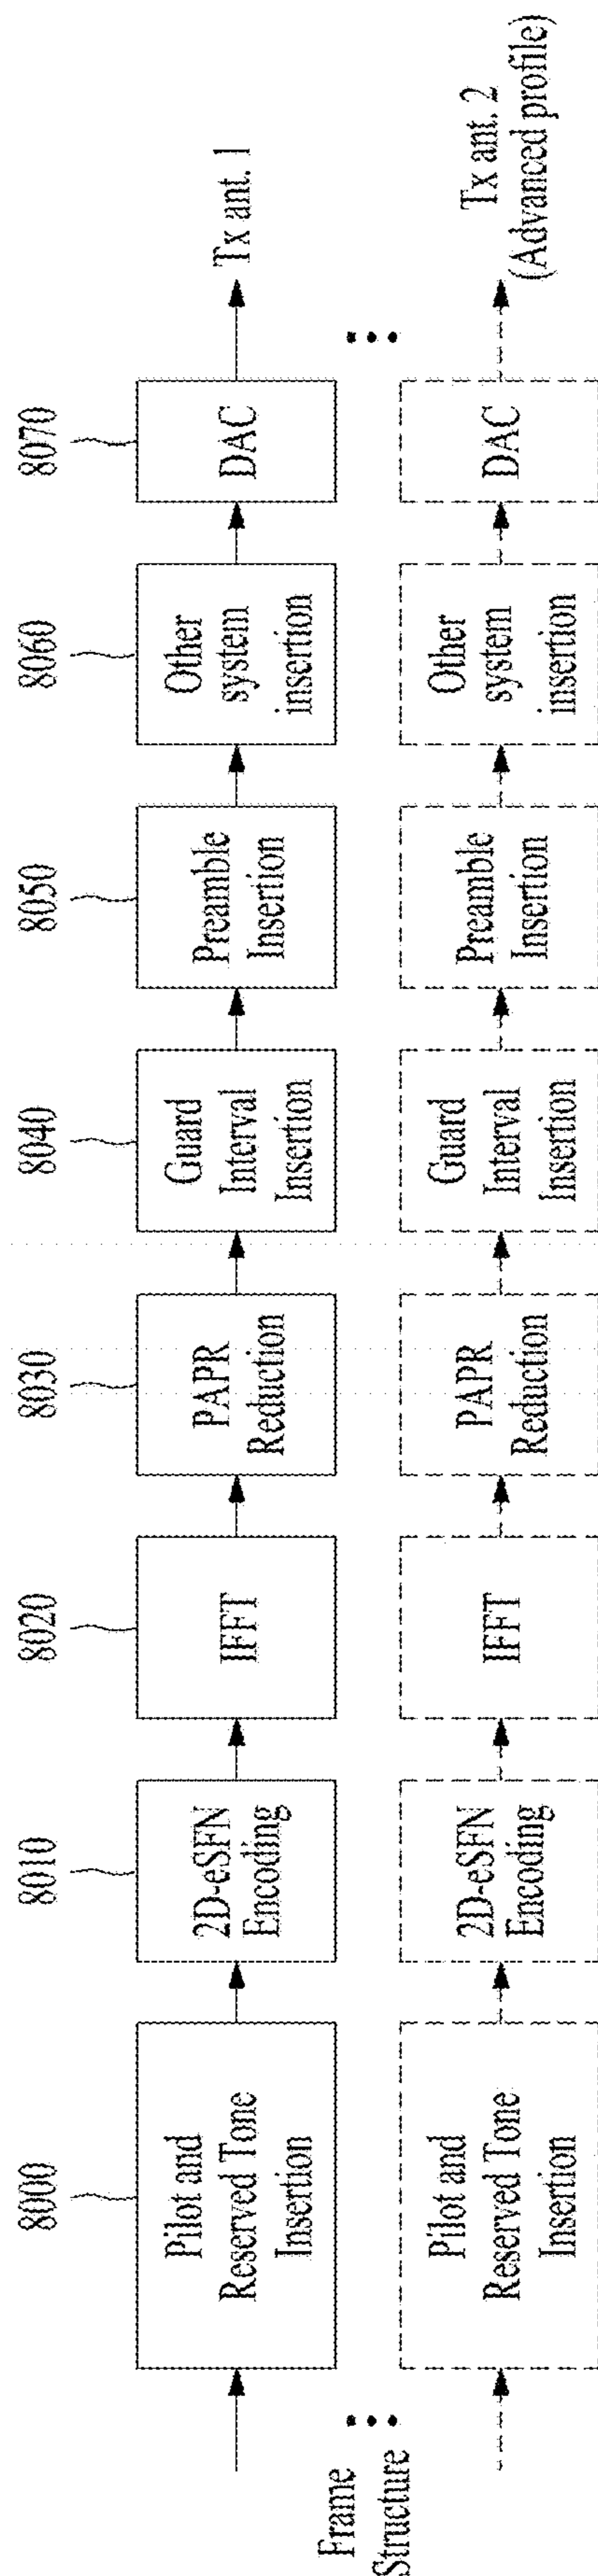 8000
8010
8020
8030
8040
8050
8060
8070
Frame
Structure
Pilot and
Reserved Tone
Insertion
2D-eSFN
Encoding
IFFT
PAPR
Reduction
Guard
Interval
Insertion
Preamble
Insertion
Other
system
insertion
DAC
Tx ant. 1
Pilot and
Reserved Tone
Insertion
2D-eSFN
Encoding
IFFT
PAPR
Reduction
Guard
Interval
Insertion
Preamble
Insertion
Other
system
insertion
DAC
Tx ant. 2
(Advanced profile)